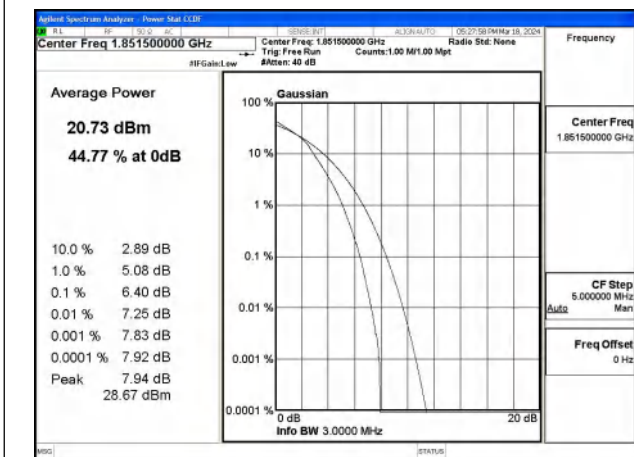 Agilent Spectrum Analyzer - Power Stat CCDF
RL RF 50 Ω AC SENSE:INT ALIGN AUTO 05:27:58 PM Mar 18, 2024
Center Freq 1.851500000 GHz
#IFGain:Low
Center Freq: 1.851500000 GHz
Radio Std: None
Trig: Free Run
Counts:1.00 M/1.00 Mpt
#Atten: 40 dB
Frequency
Average Power
20.73 dBm
44.77 % at 0dB
10.0 % 2.89 dB
1.0 % 5.08 dB
0.1 % 6.40 dB
0.01 % 7.25 dB
0.001 % 7.83 dB
0.0001 % 7.92 dB
Peak 7.94 dB
28.67 dBm
Gaussian
100 %
10 %
1 %
0.1 %
0.01 %
0.001 %
0.0001 %
0 dB
20 dB
Info BW 3.0000 MHz
Center Freq
1.851500000 GHz
CF Step
5.000000 MHz
Auto Man
Freq Offset
0 Hz
MSG
STATUS